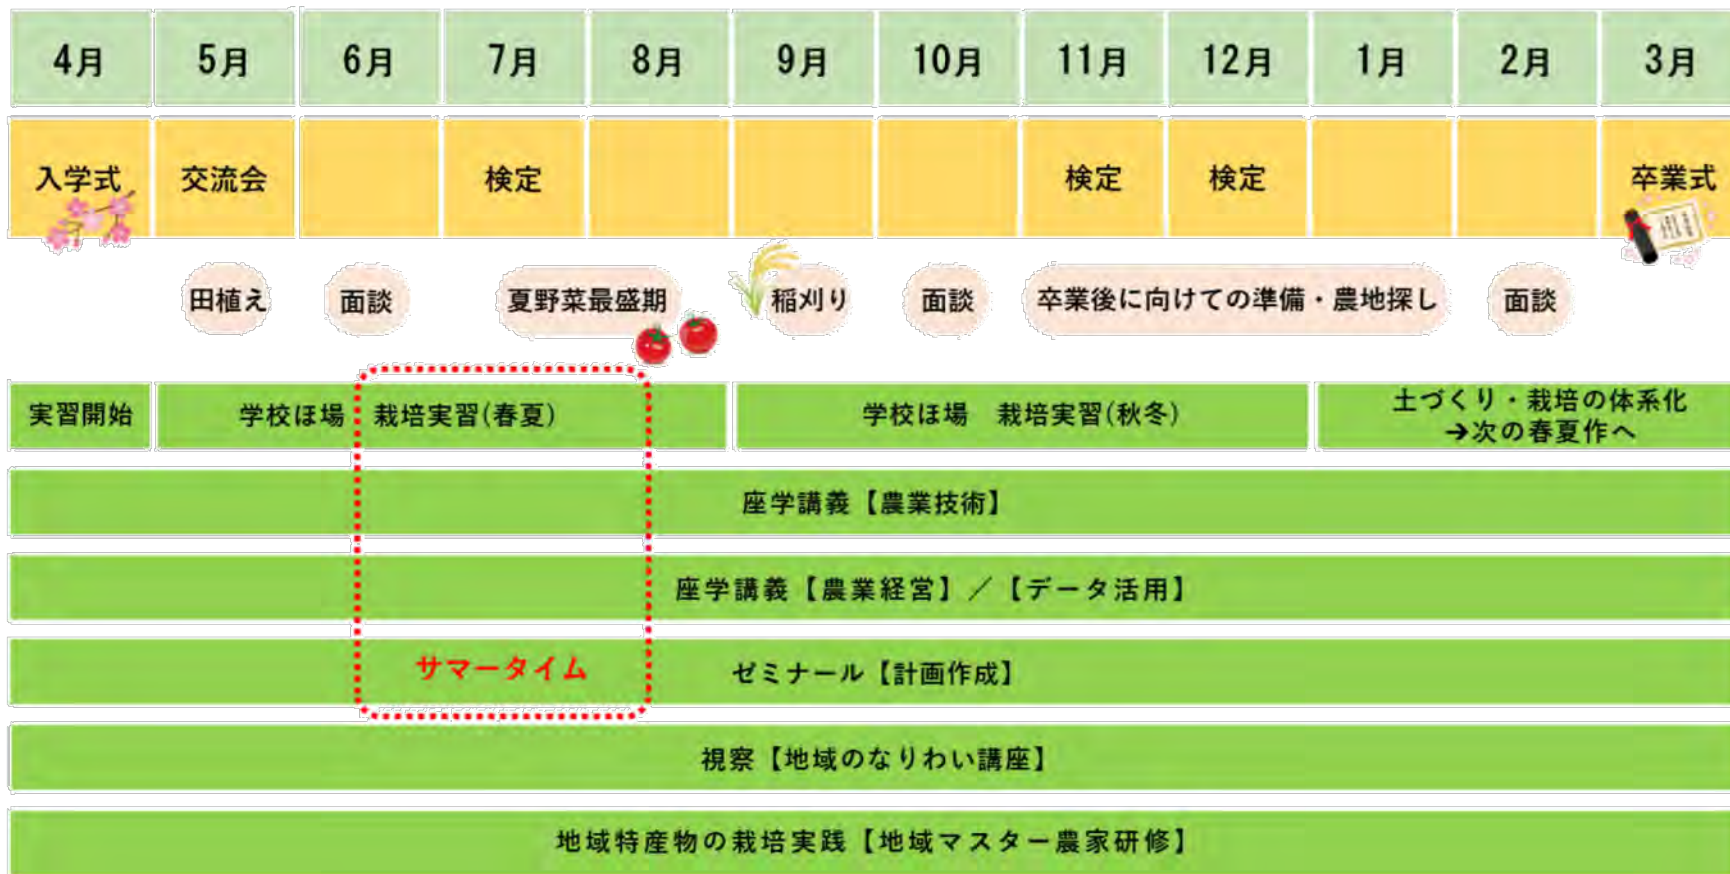 4月 5月 6月 7月 8月 9月 10月 11月 12月 1月 2月 3月
入学式 交流会 検定 検定 検定 卒業式
田植え 面談 夏野菜最盛期 稲刈り 面談 卒業後に向けての準備・農地探し 面談
実習開始 学校ほ場 栽培実習(春夏) 学校ほ場 栽培実習(秋冬) 土づくり・栽培の体系化
→次の春夏作へ
座学講義【農業技術】
座学講義【農業経営】／【データ活用】
サマータイム ゼミナール【計画作成】
視察【地域のなりわい講座】
地域特産物の栽培実践【地域マスター農家研修】